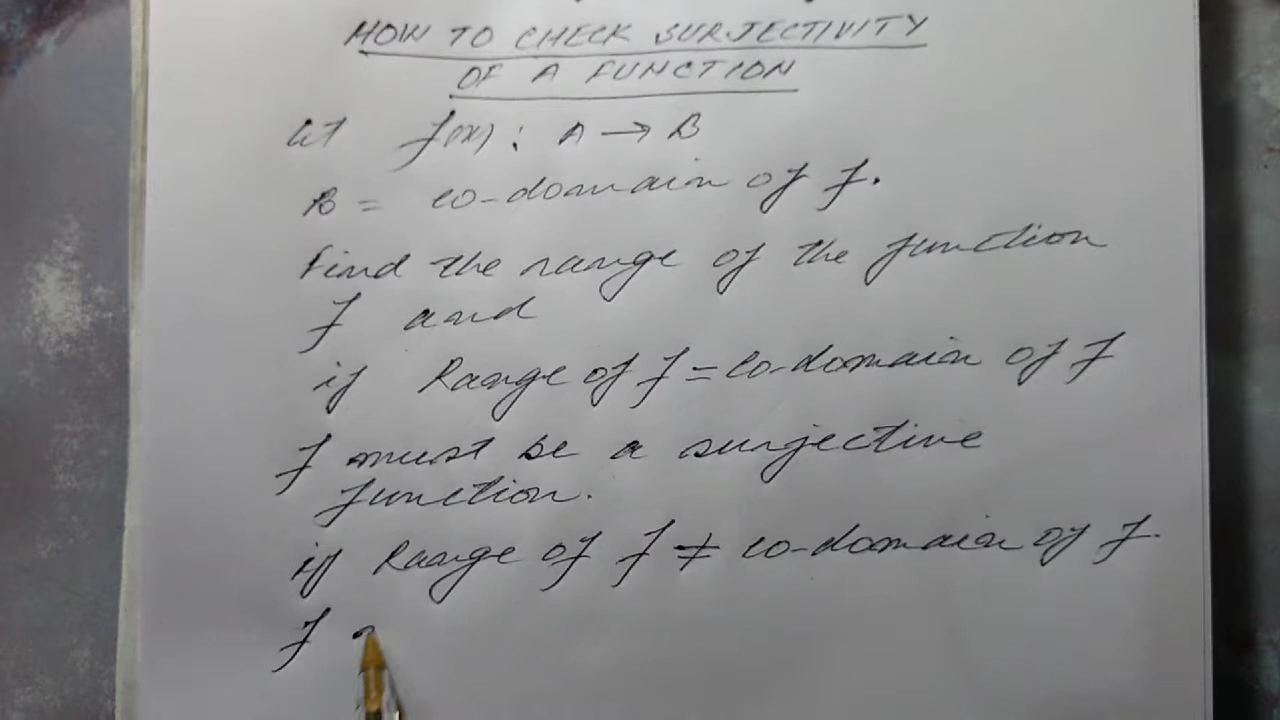 HOW TO CHECK SURJECTIVITY
OF A FUNCTION
Let f(x) : A → B
B = co-domain of f.
Find the range of the function
f and
if Range of f = Co-domain of f
f must be a surjective
function.
if Range of f ≠ co-domain of f.
f